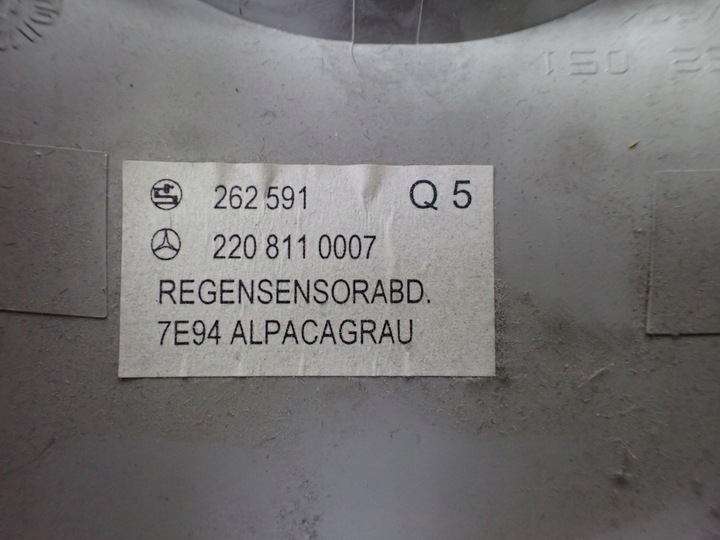 262 591 Q 5
220 811 0007
REGENSENSORABD.
7E94 ALPACAGRAU